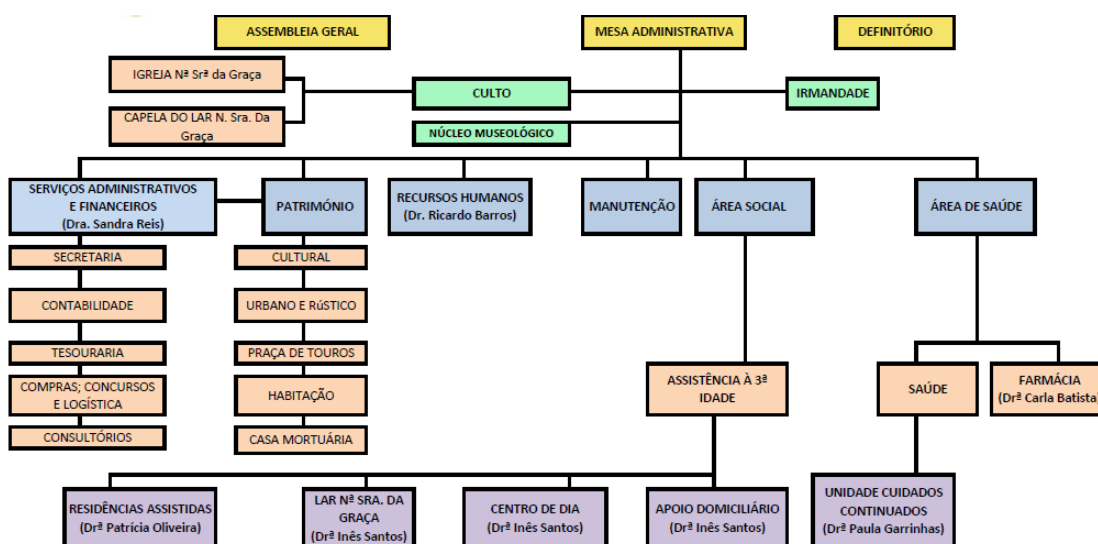 ASSEMBLEIA GERAL
MESA ADMINISTRATIVA
DEFINITÓRIO
IGREJA Nª Srª da Graça
CULTO
IRMANDADE
CAPELA DO LAR N. Sra. Da
Graça
NÚCLEO MUSEOLÓGICO
SERVIÇOS ADMINISTRATIVOS
E FINANCEIROS
(Dra. Sandra Reis)
PATRIMÓNIO
RECURSOS HUMANOS
(Dr. Ricardo Barros)
MANUTENÇÃO
ÁREA SOCIAL
ÁREA DE SAÚDE
SECRETARIA
CONTABILIDADE
TESOURARIA
COMPRAS; CONCURSOS
E LOGÍSTICA
CONSULTÓRIOS
CULTURAL
URBANO E RúSTICO
PRAÇA DE TOUROS
HABITAÇÃO
CASA MORTUÁRIA
ASSISTÊNCIA À 3ª
IDADE
SAÚDE
FARMÁCIA
(Drª Carla Batista)
RESIDÊNCIAS ASSISTIDAS
(Drª Patrícia Oliveira)
LAR Nª SRA. DA
GRAÇA
(Drª Inês Santos)
CENTRO DE DIA
(Drª Inês Santos)
APOIO DOMICILIÁRIO
(Drª Inês Santos)
UNIDADE CUIDADOS
CONTINUADOS
(Drª Paula Garrinhas)